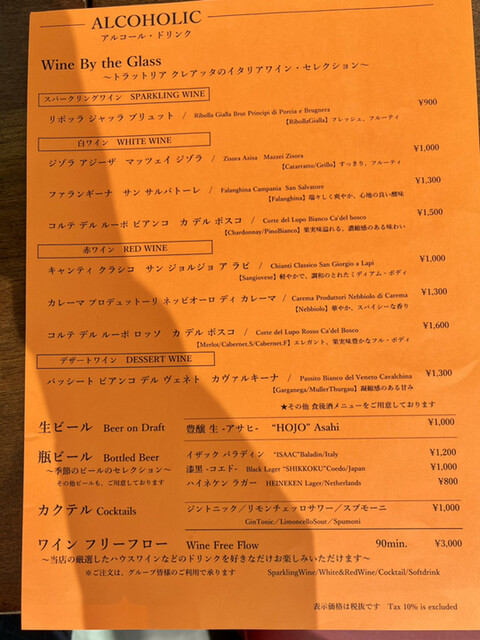 ALCOHOLIC
アルコール・ドリンク
Wine By the Glass
～トラットリア クレアッタのイタリアワイン・セレクション～
スパークリングワイン SPARKLING WINE
リボッラ ジャッラ ブリュット / Ribolla Gialla Brut Principi di Porcia e Brugnera ¥900
【RibollaGialla】フレッシュ、フルーティ
白ワイン WHITE WINE
ジゾラ アジーザ マッツェイ ジゾラ / Zisora Azisa Mazzei Zisora ¥1,000
【Catarratto/Grillo】すっきり、フルーティ
ファランギーナ サン サルバトーレ / Falanghina Campania San Salvatore ¥1,300
【Falanghina】瑞々しく爽やか、心地の良い酸味
コルテ デル ルーポ ビアンコ カ デル ボスコ / Corte del Lupo Bianco Ca'del bosco ¥1,500
【Chardonnay/PinoBianco】果実味溢れる、濃縮感のある味わい
赤ワイン RED WINE
キャンティ クラシコ サン ジョルジョ ア ラピ / Chianti Classico San Giorgio a Lapi ¥1,000
【Sangiovese】軽やかで、調和のとれたミディアム・ボディ
カレーマ プロデュットーリ ネッビオーロ ディ カレーマ / Carema Produttori Nebbiolo di Carema ¥1,300
【Nebbiolo】華やか、スパイシーな香り
コルテ デル ルーポ ロッソ カ デル ボスコ / Corte del Lupo Rosso Ca'del Bosco ¥1,600
【Merlot/Cabernet.S/Cabernet.F】エレガント、果実味豊かなフル・ボディ
デザートワイン DESSERT WINE
パッシート ビアンコ デル ヴェネト カヴァルキーナ / Passito Bianco del Veneto Cavalchina ¥1,300
【Garganega/MullerThurgau】凝縮感のある甘み
★その他 食後酒メニューをご用意しております
生ビール Beer on Draft 豊醸 生 -アサヒ- “HOJO” Asahi ¥1,000
瓶ビール Bottled Beer イザック バラディン “ISAAC”Baladin/Italy ¥1,200
～季節のビールのセレクション～ 漆黒 -コエド- Black Lager “SHIKKOKU”Coedo/Japan ¥1,000
その他ビールも、ご用意しております ハイネケン ラガー HEINEKEN Lager/Netherlands ¥800
カクテル Cocktails ジントニック／リモンチェッロサワー／スプモーニ ¥1,000
GinTonic／LimoncelloSour／Spumoni
ワイン フリーフロー Wine Free Flow 90min. ¥3,000
～当店の厳選したハウスワインなどのドリンクを好きなだけお楽しみいただけます～
※ご注文は、グループ皆様のご利用で承ります SparklingWine/White&RedWine/Cocktail/Softdrink
表示価格は税抜です Tax 10% is excluded